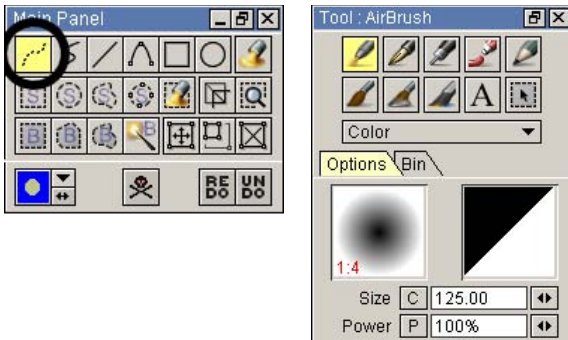 Main Panel
S S S S
B B B B
RE DO UN DO
Tool : AirBrush
A
Color
Options Bin
1:4
Size C 125.00
Power P 100%